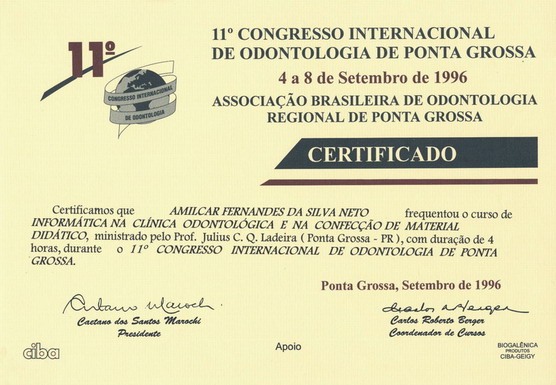 11º CONGRESSO INTERNACIONAL
DE ODONTOLOGIA DE PONTA GROSSA
4 a 8 de Setembro de 1996
ASSOCIAÇÃO BRASILEIRA DE ODONTOLOGIA
REGIONAL DE PONTA GROSSA
11º
CONGRESSO INTERNACIONAL
DE ODONTOLOGIA
CERTIFICADO
Certificamos que AMILCAR FERNANDES DA SILVA NETO frequentou o curso de
INFORMÁTICA NA CLÍNICA ODONTOLÓGICA E NA CONFECÇÃO DE MATERIAL
DIDÁTICO, ministrado pelo Prof. Julius C. Q. Ladeira ( Ponta Grossa - PR ), com duração de 4
horas, durante o 11º CONGRESSO INTERNACIONAL DE ODONTOLOGIA DE PONTA
GROSSA.
Ponta Grossa, Setembro de 1996
Caetano dos Santos Marochi
Presidente
Carlos Roberto Berger
Coordenador de Cursos
ciba
Apoio
BIOGALÊNICA
PRODUTOS
CIBA-GEIGY